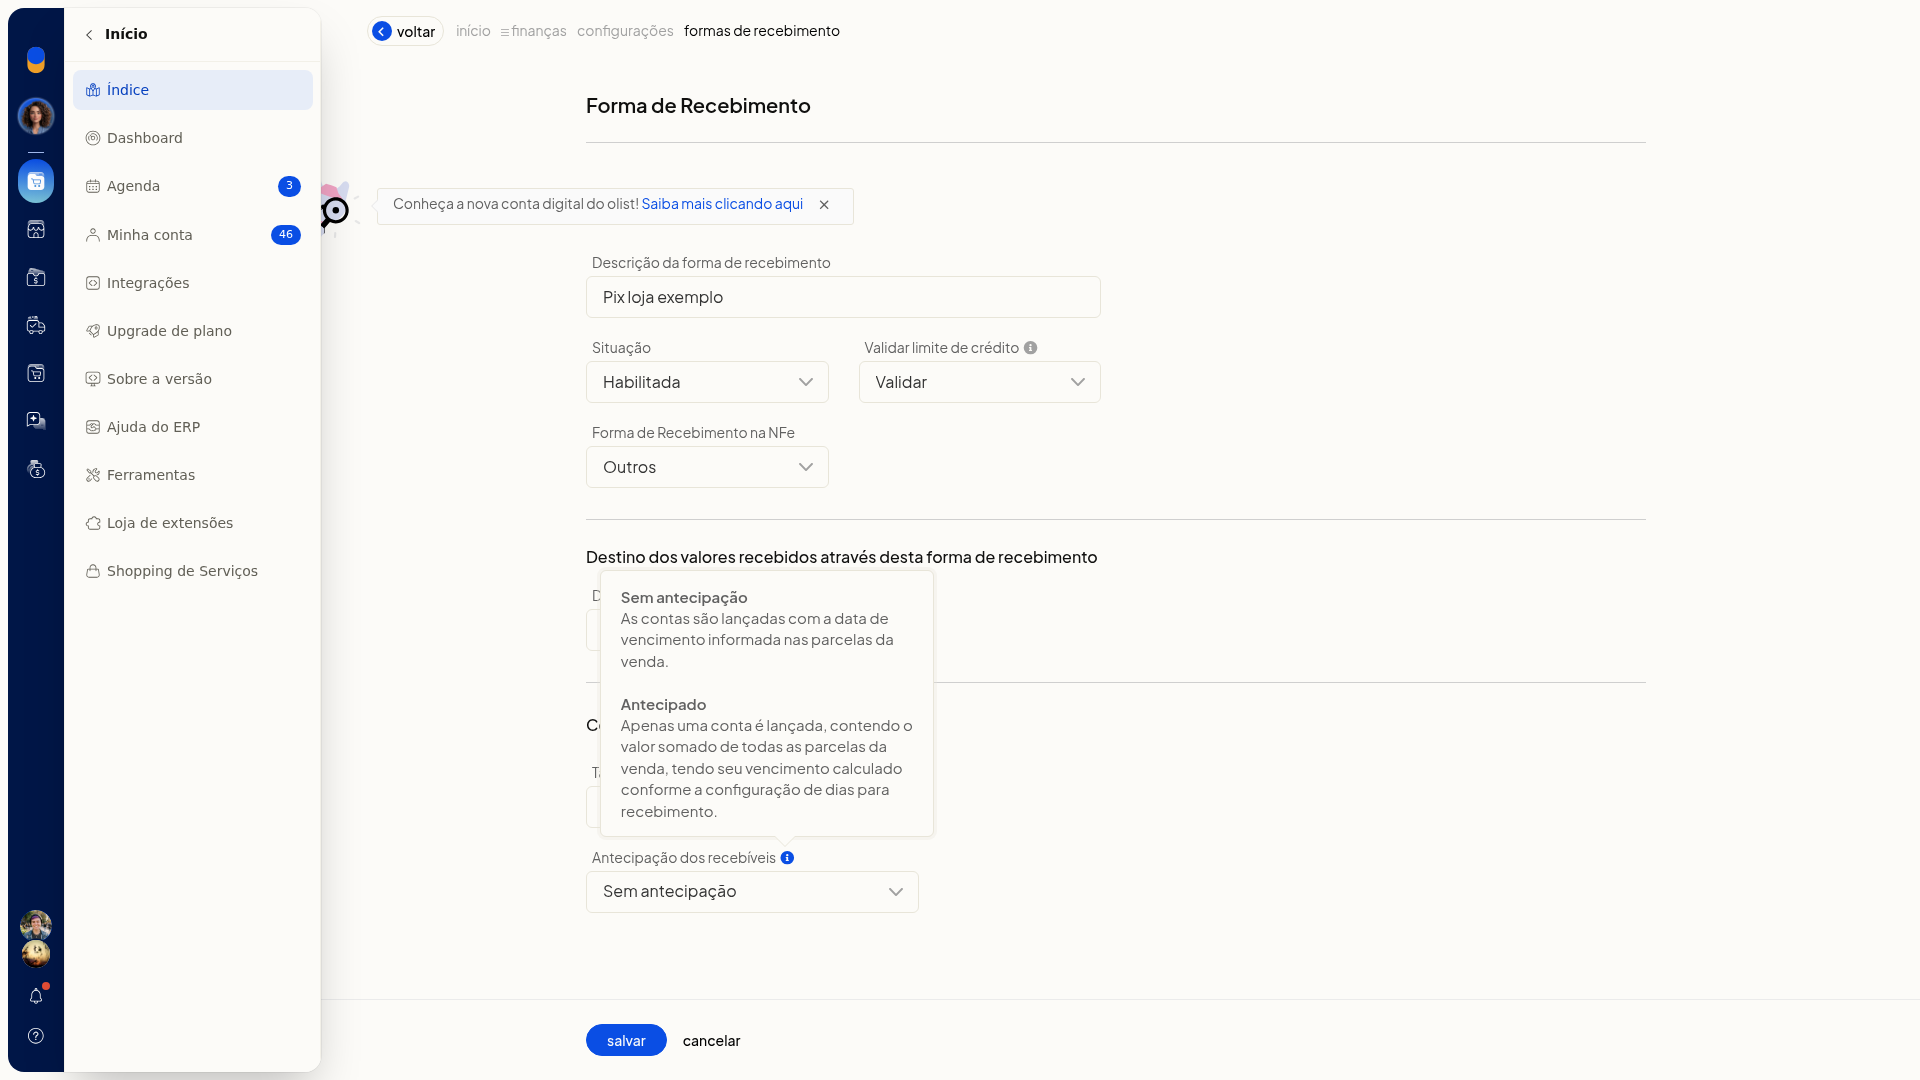 Início
Índice
Dashboard
Agenda 3
Minha conta 46
Integrações
Upgrade de plano
Sobre a versão
Ajuda do ERP
Ferramentas
Loja de extensões
Shopping de Serviços
voltar início finanças configurações formas de recebimento
Forma de Recebimento
Conheça a nova conta digital do olist! Saiba mais clicando aqui
Descrição da forma de recebimento
Pix loja exemplo
Situação Validar limite de crédito
Habilitada Validar
Forma de Recebimento na NFe
Outros
Destino dos valores recebidos através desta forma de recebimento
Sem antecipação
As contas são lançadas com a data de
vencimento informada nas parcelas da
venda.
Antecipado
Apenas uma conta é lançada, contendo o
valor somado de todas as parcelas da
venda, tendo seu vencimento calculado
conforme a configuração de dias para
recebimento.
Antecipação dos recebíveis
Sem antecipação
salvar cancelar